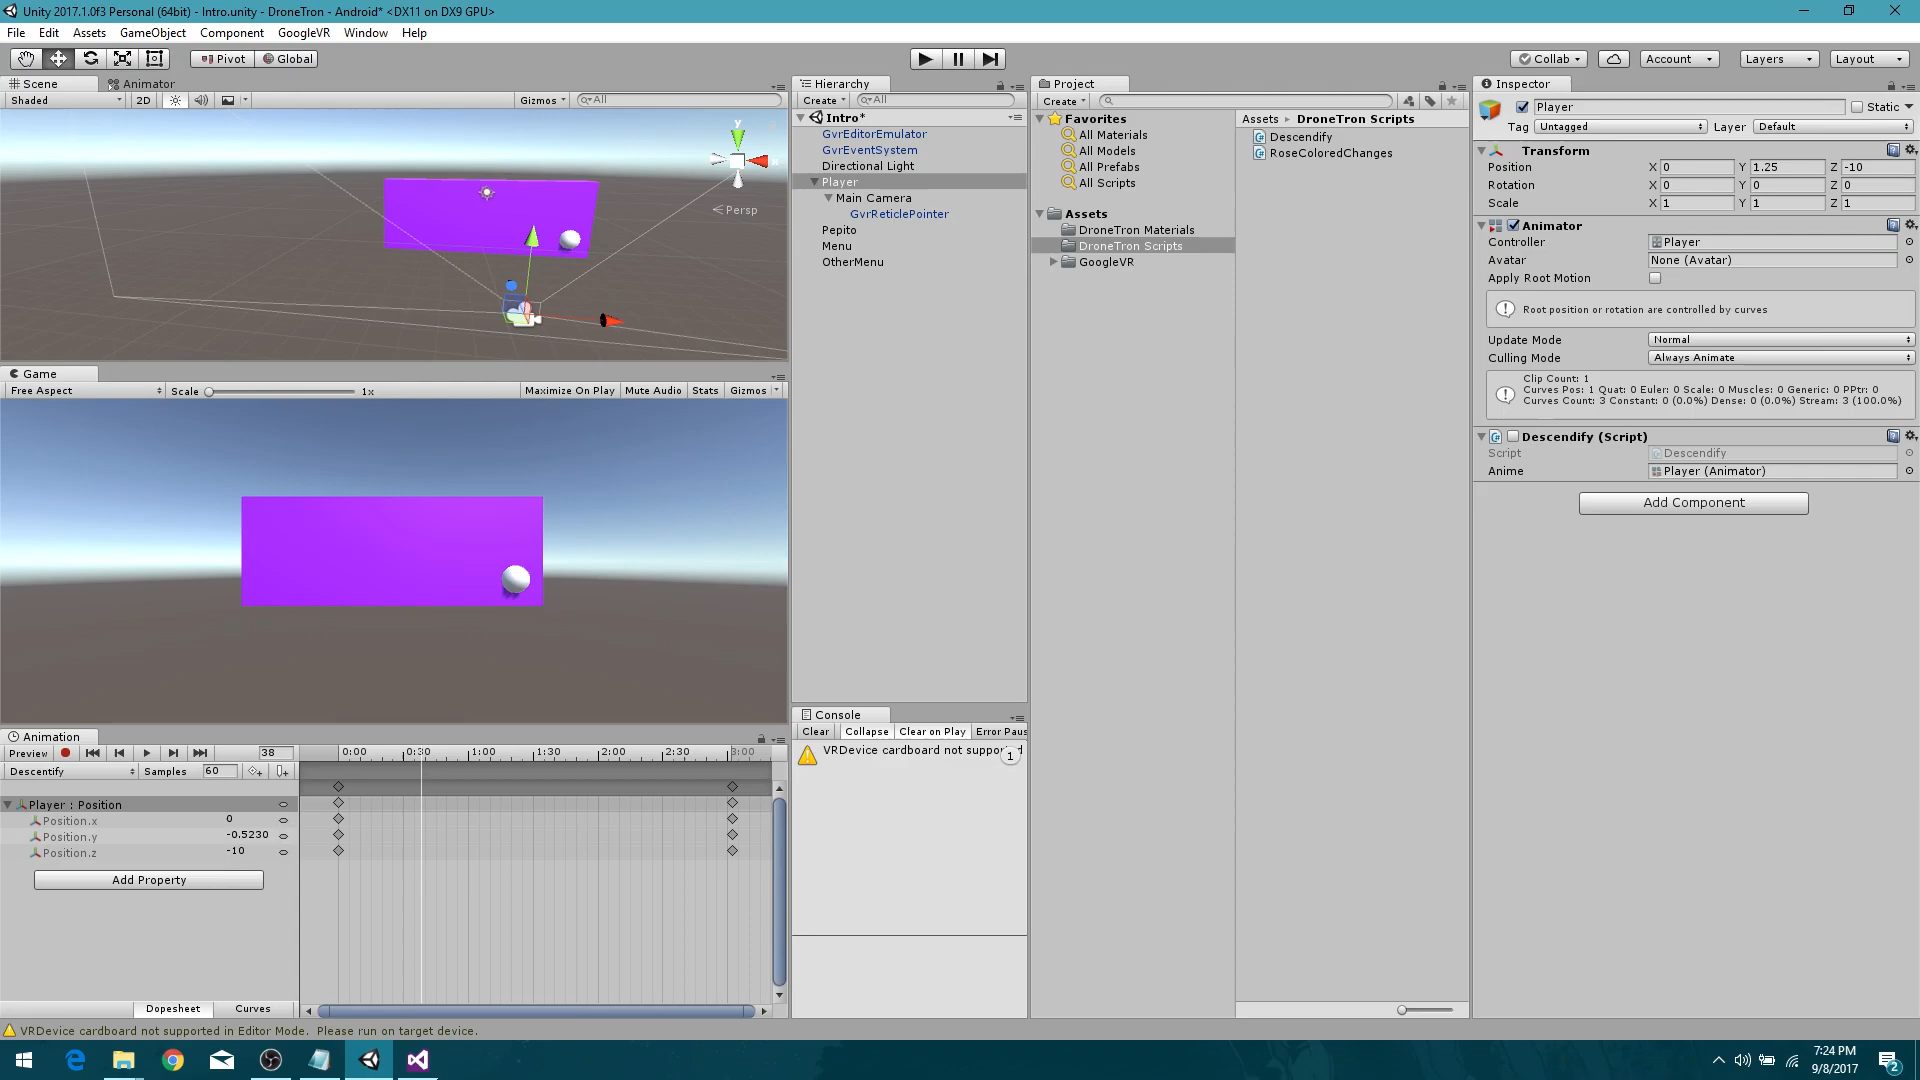 Unity 2017.1.0f3 Personal (64bit) - Intro.unity - DroneTron - Android* <DX11 on DX9 GPU>
File Edit Assets GameObject Component GoogleVR Window Help
Pivot Global Collab Account Layers Layout
Scene Animator
Shaded 2D Gizmos All
y
x
Persp
Game
Free Aspect Scale 1x Maximize On Play Mute Audio Stats Gizmos
Animation
Preview 38 0:00 0:30 1:00 1:30 2:00 2:30 3:00
Descentify Samples 60
Player : Position
Position.x 0
Position.y -0.5230
Position.z -10
Add Property
Dopesheet Curves
Hierarchy
Create All
Intro*
GvrEditorEmulator
GvrEventSystem
Directional Light
Player
Main Camera
GvrReticlePointer
Pepito
Menu
OtherMenu
Console
Clear Collapse Clear on Play Error Paus
VRDevice cardboard not supported 1
Project
Create
Favorites
All Materials
All Models
All Prefabs
All Scripts
Assets
DroneTron Materials
DroneTron Scripts
GoogleVR
Assets DroneTron Scripts
Descendify
RoseColoredChanges
Inspector
Player Static
Tag Untagged Layer Default
Transform
Position X 0 Y 1.25 Z -10
Rotation X 0 Y 0 Z 0
Scale X 1 Y 1 Z 1
Animator
Controller Player
Avatar None (Avatar)
Apply Root Motion
Root position or rotation are controlled by curves
Update Mode Normal
Culling Mode Always Animate
Clip Count: 1
Curves Pos: 1 Quat: 0 Euler: 0 Scale: 0 Muscles: 0 Generic: 0 PPtr: 0
Curves Count: 3 Constant: 0 (0.0%) Dense: 0 (0.0%) Stream: 3 (100.0%)
Descendify (Script)
Script Descendify
Anime Player (Animator)
Add Component
VRDevice cardboard not supported in Editor Mode. Please run on target device.
7:24 PM
9/8/2017
2